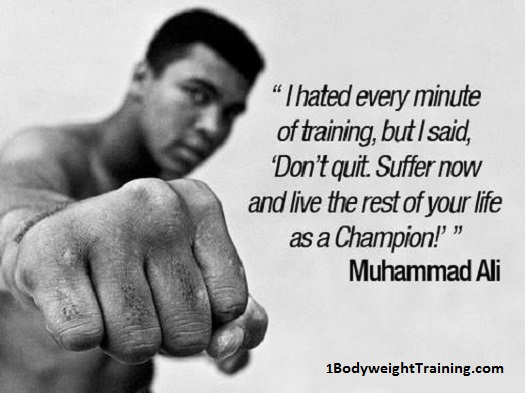 “ I hated every minute
of training, but I said,
‘Don’t quit. Suffer now
and live the rest of your life
as a Champion!’ ”
Muhammad Ali
1BodyweightTraining.com